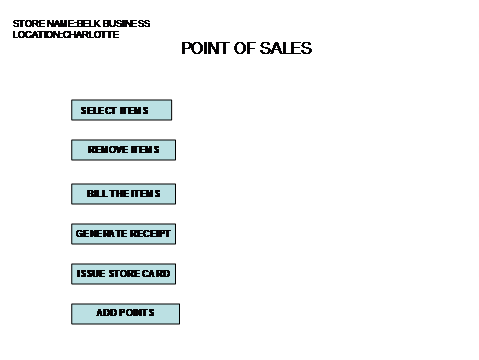 STORE NAME:BELK BUSINESS
LOCATION:CHARLOTTE
POINT OF SALES
SELECT ITEMS
REMOVE ITEMS
BILL THE ITEMS
GENERATE RECEIPT
ISSUE STORE CARD
ADD POINTS